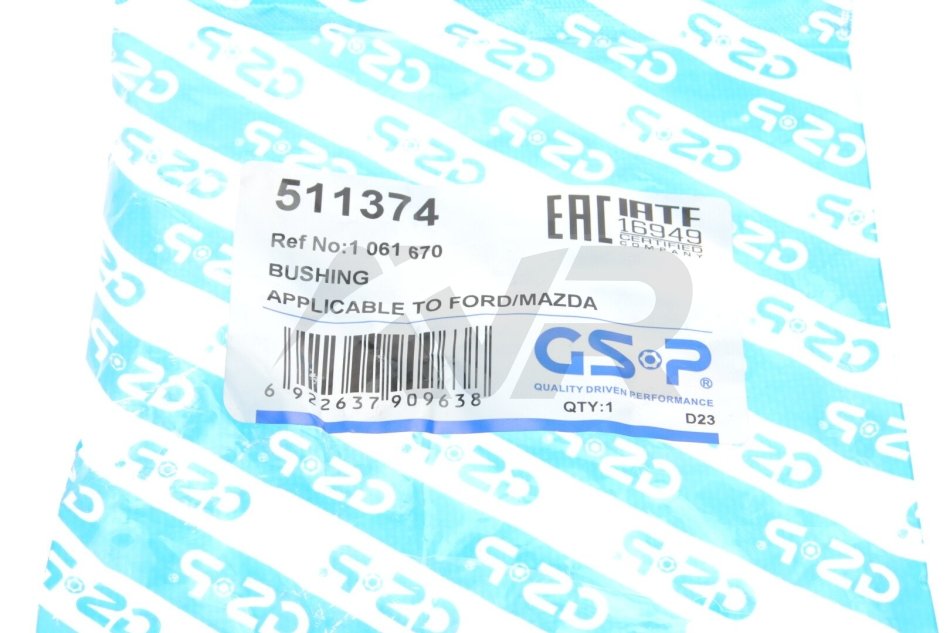 511374
Ref No:1 061 670
BUSHING
APPLICABLE TO FORD/MAZDA
6 922637 909638
EAC
IATF
16949
CERTIFIED
COMPANY
GSP®
QUALITY DRIVEN PERFORMANCE
QTY:1
D23